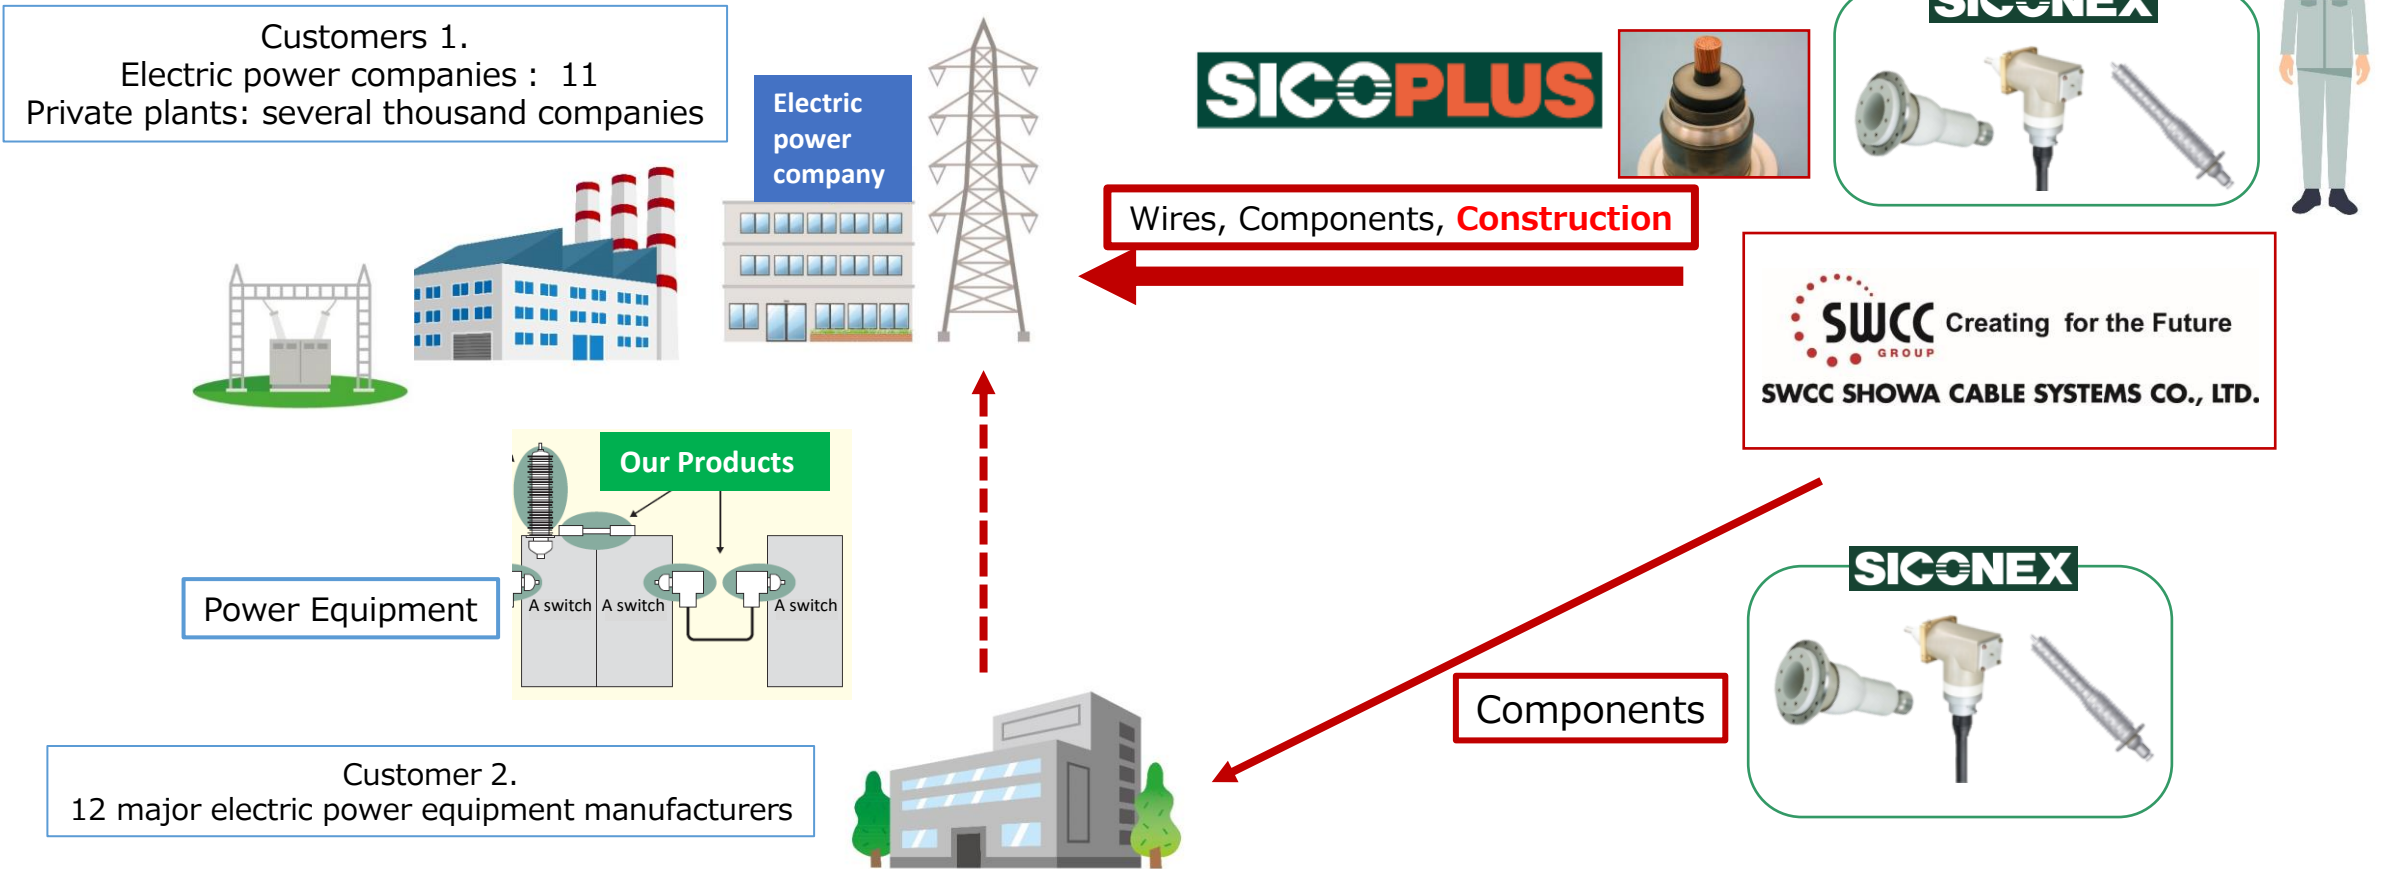 Customers 1.
Electric power companies : 11
Private plants: several thousand companies
Electric
power
company
SICOPLUS
SICONEX
Wires, Components, Construction
SWCC Creating for the Future
GROUP
SWCC SHOWA CABLE SYSTEMS CO., LTD.
Our Products
A switch
A switch
A switch
Power Equipment
SICONEX
Components
Customer 2.
12 major electric power equipment manufacturers